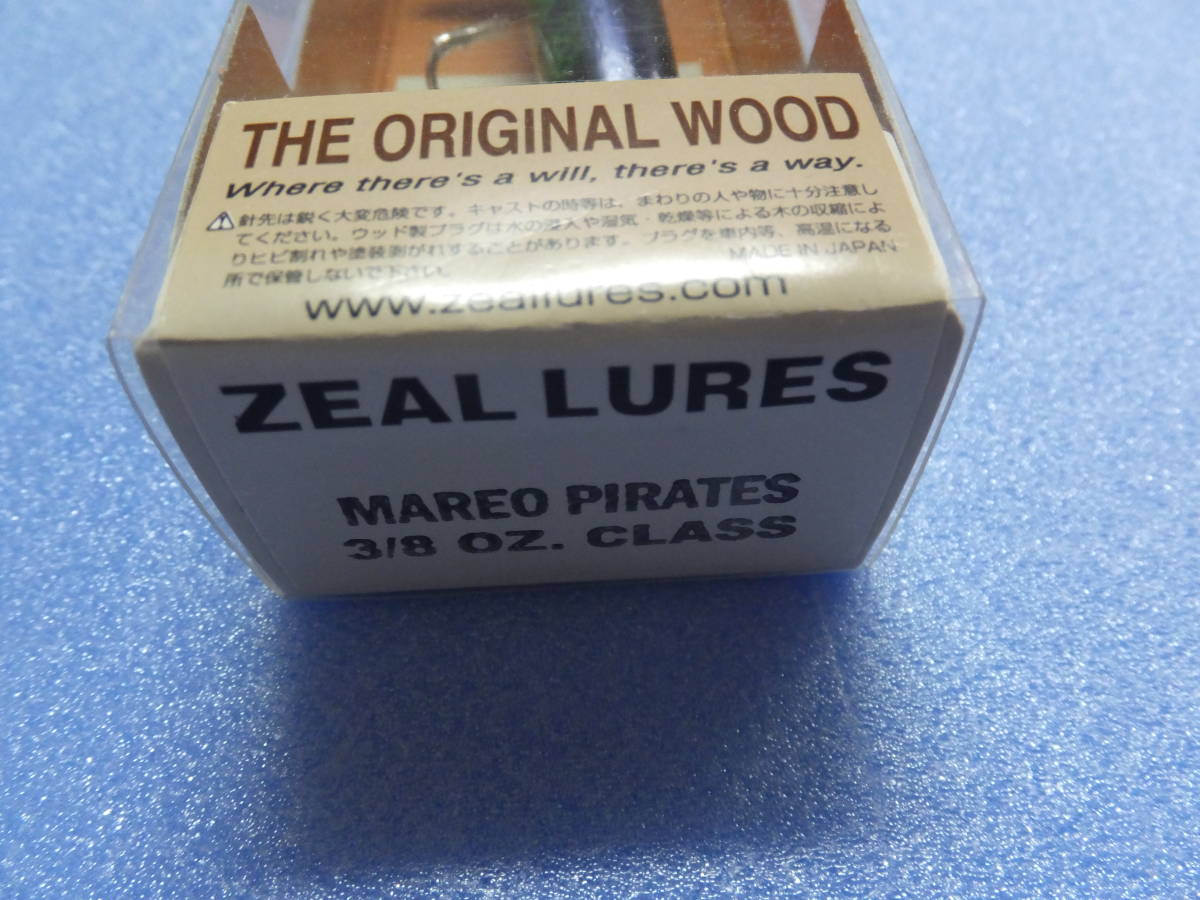 THE ORIGINAL WOOD
Where there's a will, there's a way.
針先は鋭く大変危険です。キャストの時等は、まわりの人や物に十分注意し
てください。ウッド製プラグは水の浸入や湿気・乾燥等による木の収縮によ
りヒビ割れや塗装剥がれすることがあります。プラグを車内等、高温になる
所で保管しないで下さい。
MADE IN JAPAN
www.zeallures.com
ZEAL LURES
MAREO PIRATES
3/8 OZ. CLASS